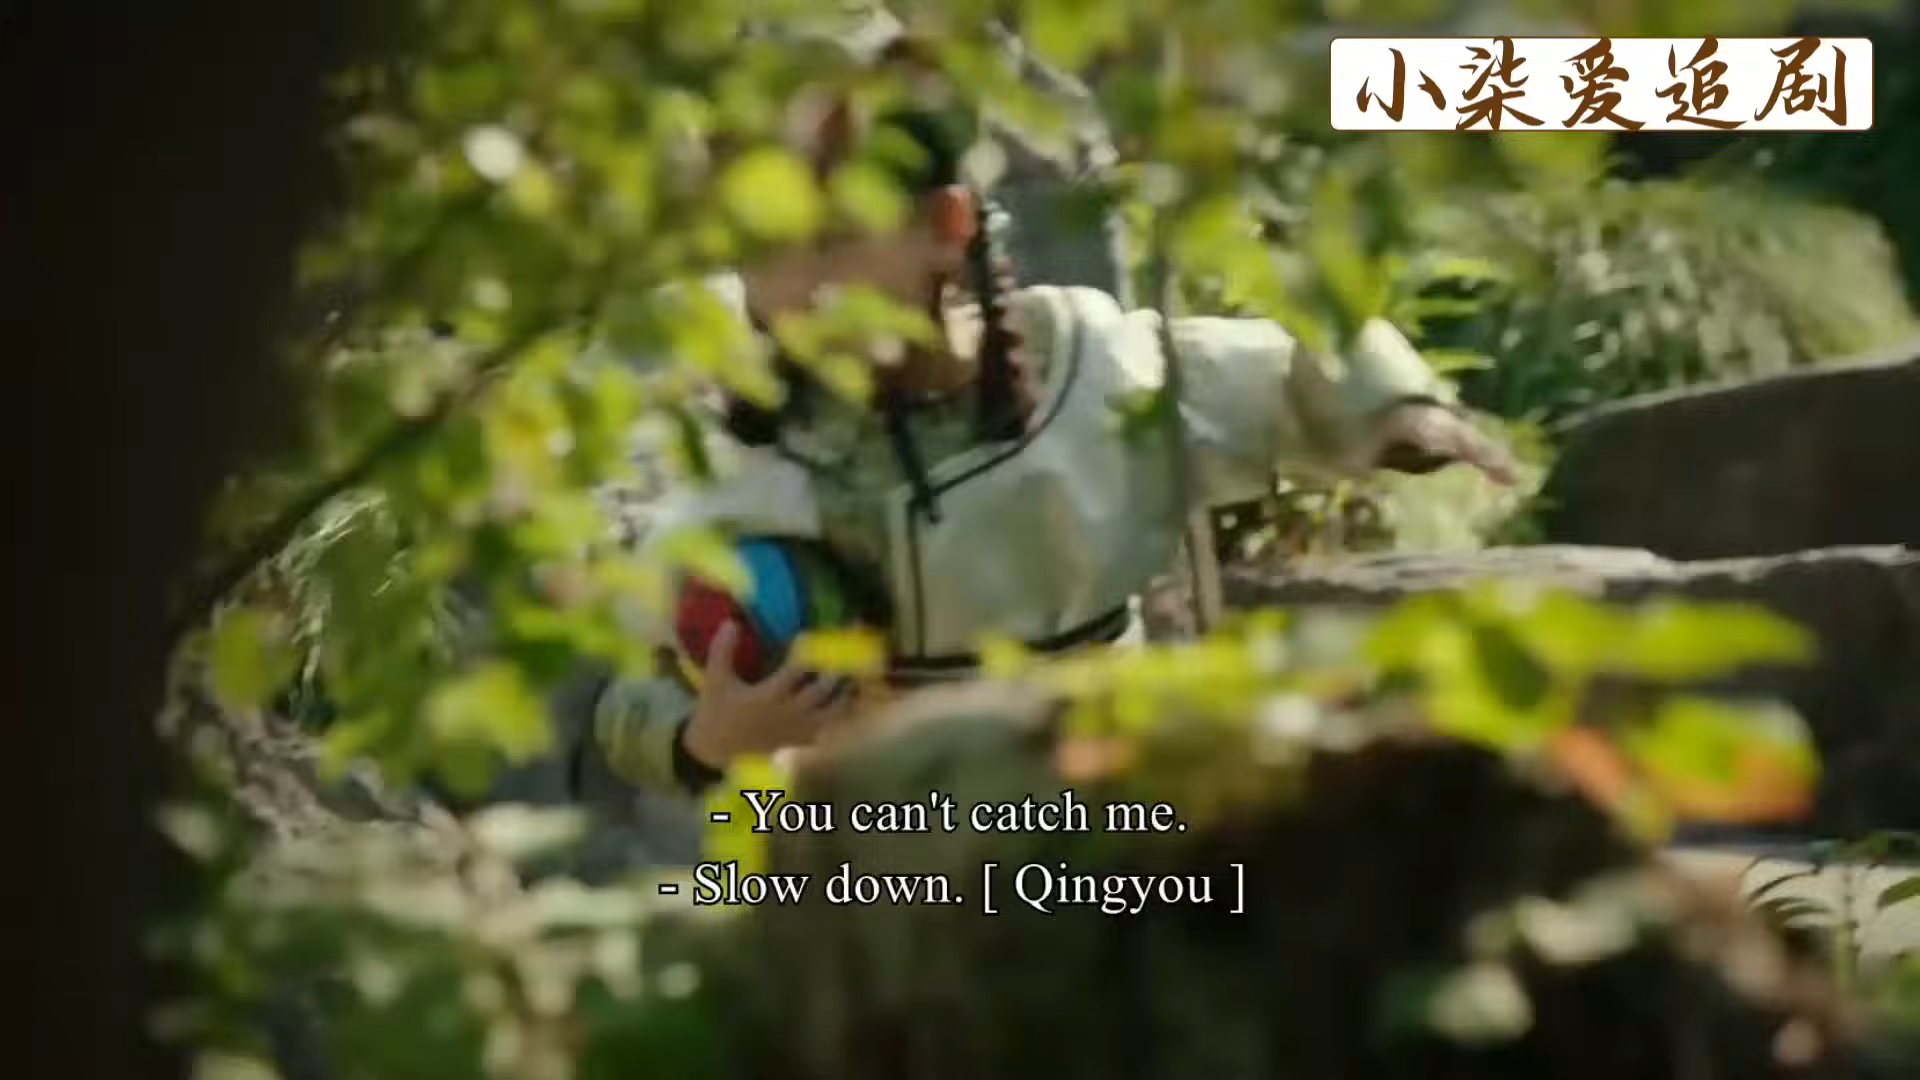 小柒爱追剧
- You can't catch me.
- Slow down. [ Qingyou ]